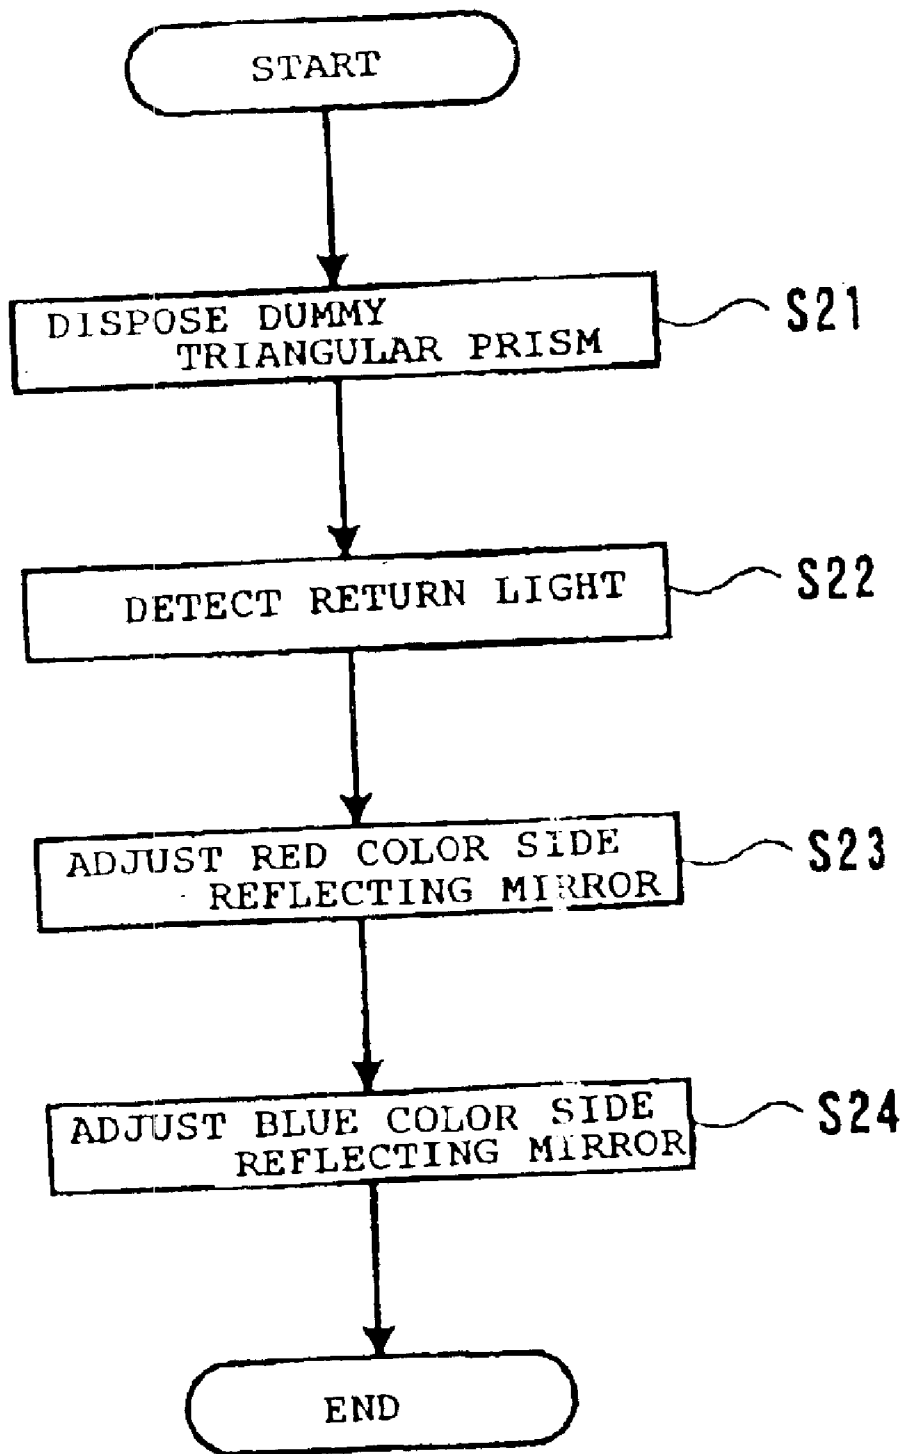 START
DISPOSE DUMMY
TRIANGULAR PRISM
S21
DETECT RETURN LIGHT
S22
ADJUST RED COLOR SIDE
REFLECTING MIRROR
S23
ADJUST BLUE COLOR SIDE
REFLECTING MIRROR
S24
END